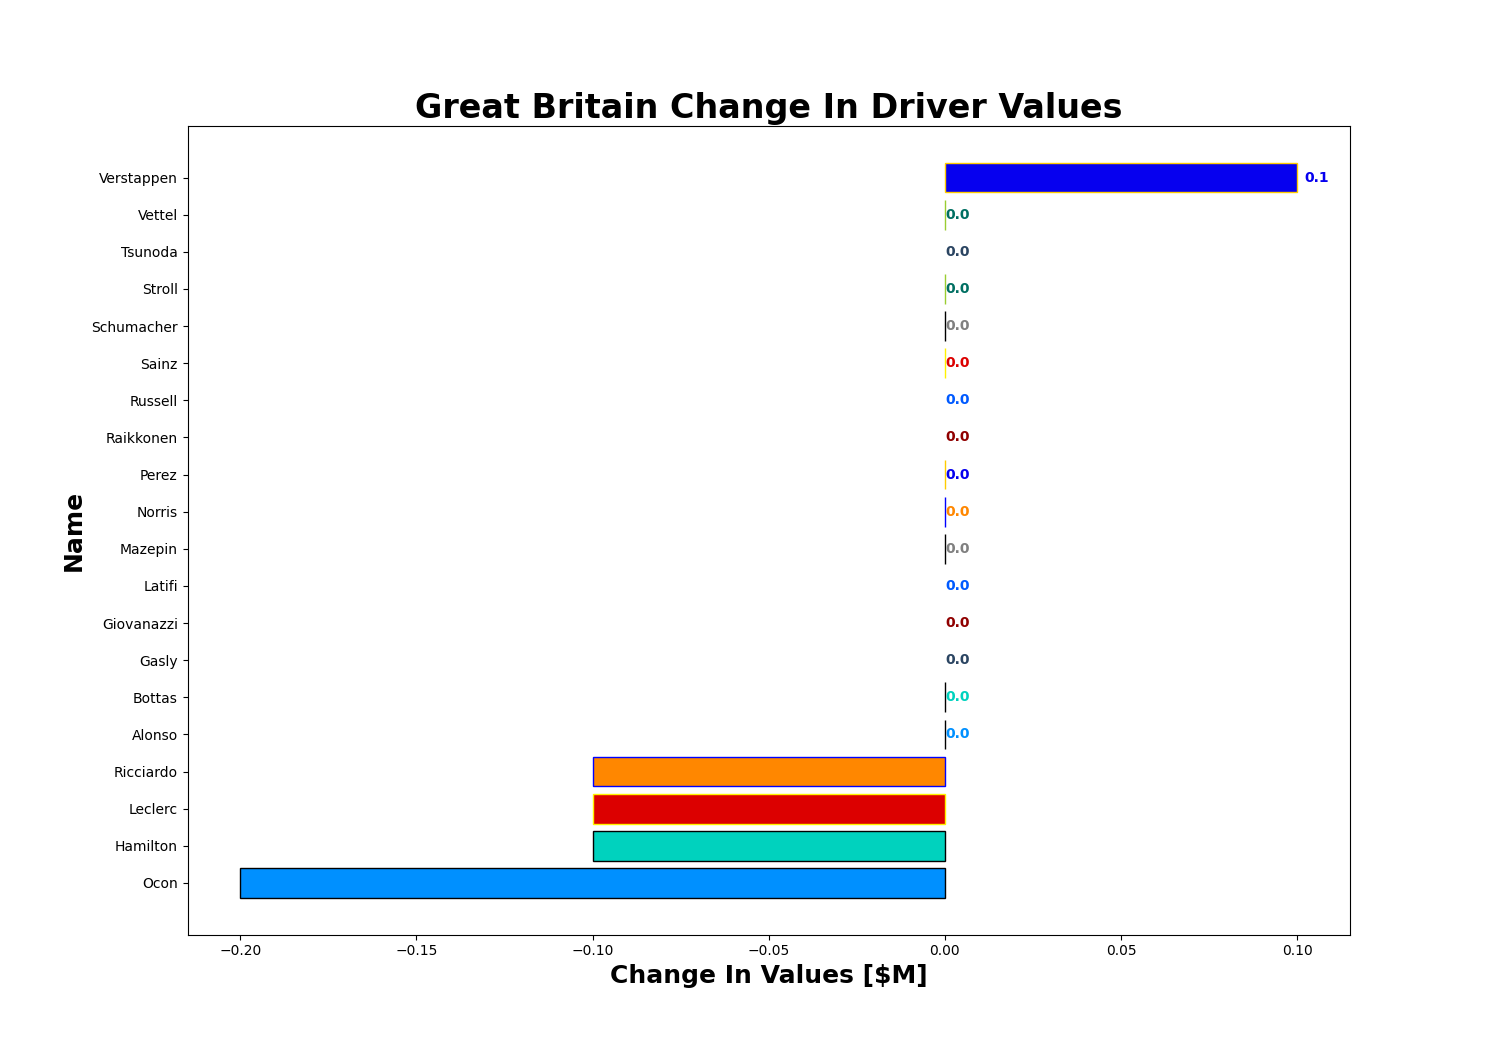 Great Britain Change In Driver Values
Verstappen 0.1
Vettel 0.0
Tsunoda 0.0
Stroll 0.0
Schumacher 0.0
Sainz 0.0
Russell 0.0
Raikkonen 0.0
Perez 0.0
Norris 0.0
Mazepin 0.0
Latifi 0.0
Giovanazzi 0.0
Gasly 0.0
Bottas 0.0
Alonso 0.0
Ricciardo
Leclerc
Hamilton
Ocon
Name
−0.20 −0.15 −0.10 −0.05 0.00 0.05 0.10
Change In Values [$M]